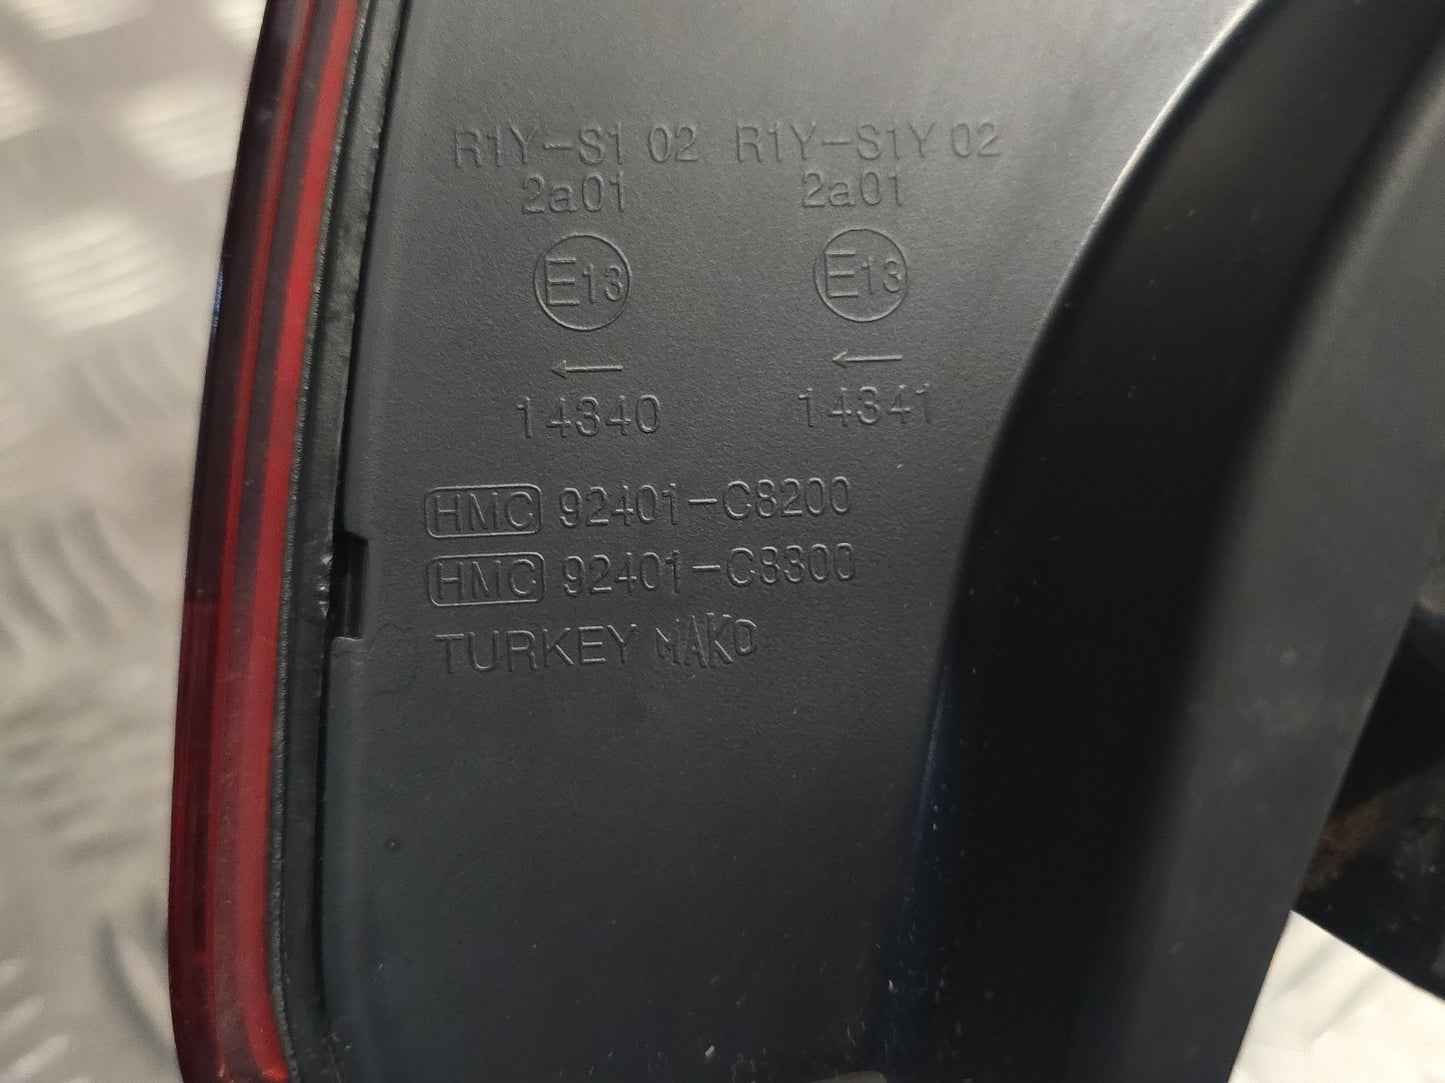 R1Y-S1 02 R1Y-S1Y 02
2a01 2a01
E13 E13
← ←
14340 14341
HMC 92401-C8200
HMC 92401-C8300
TURKEY MAKO